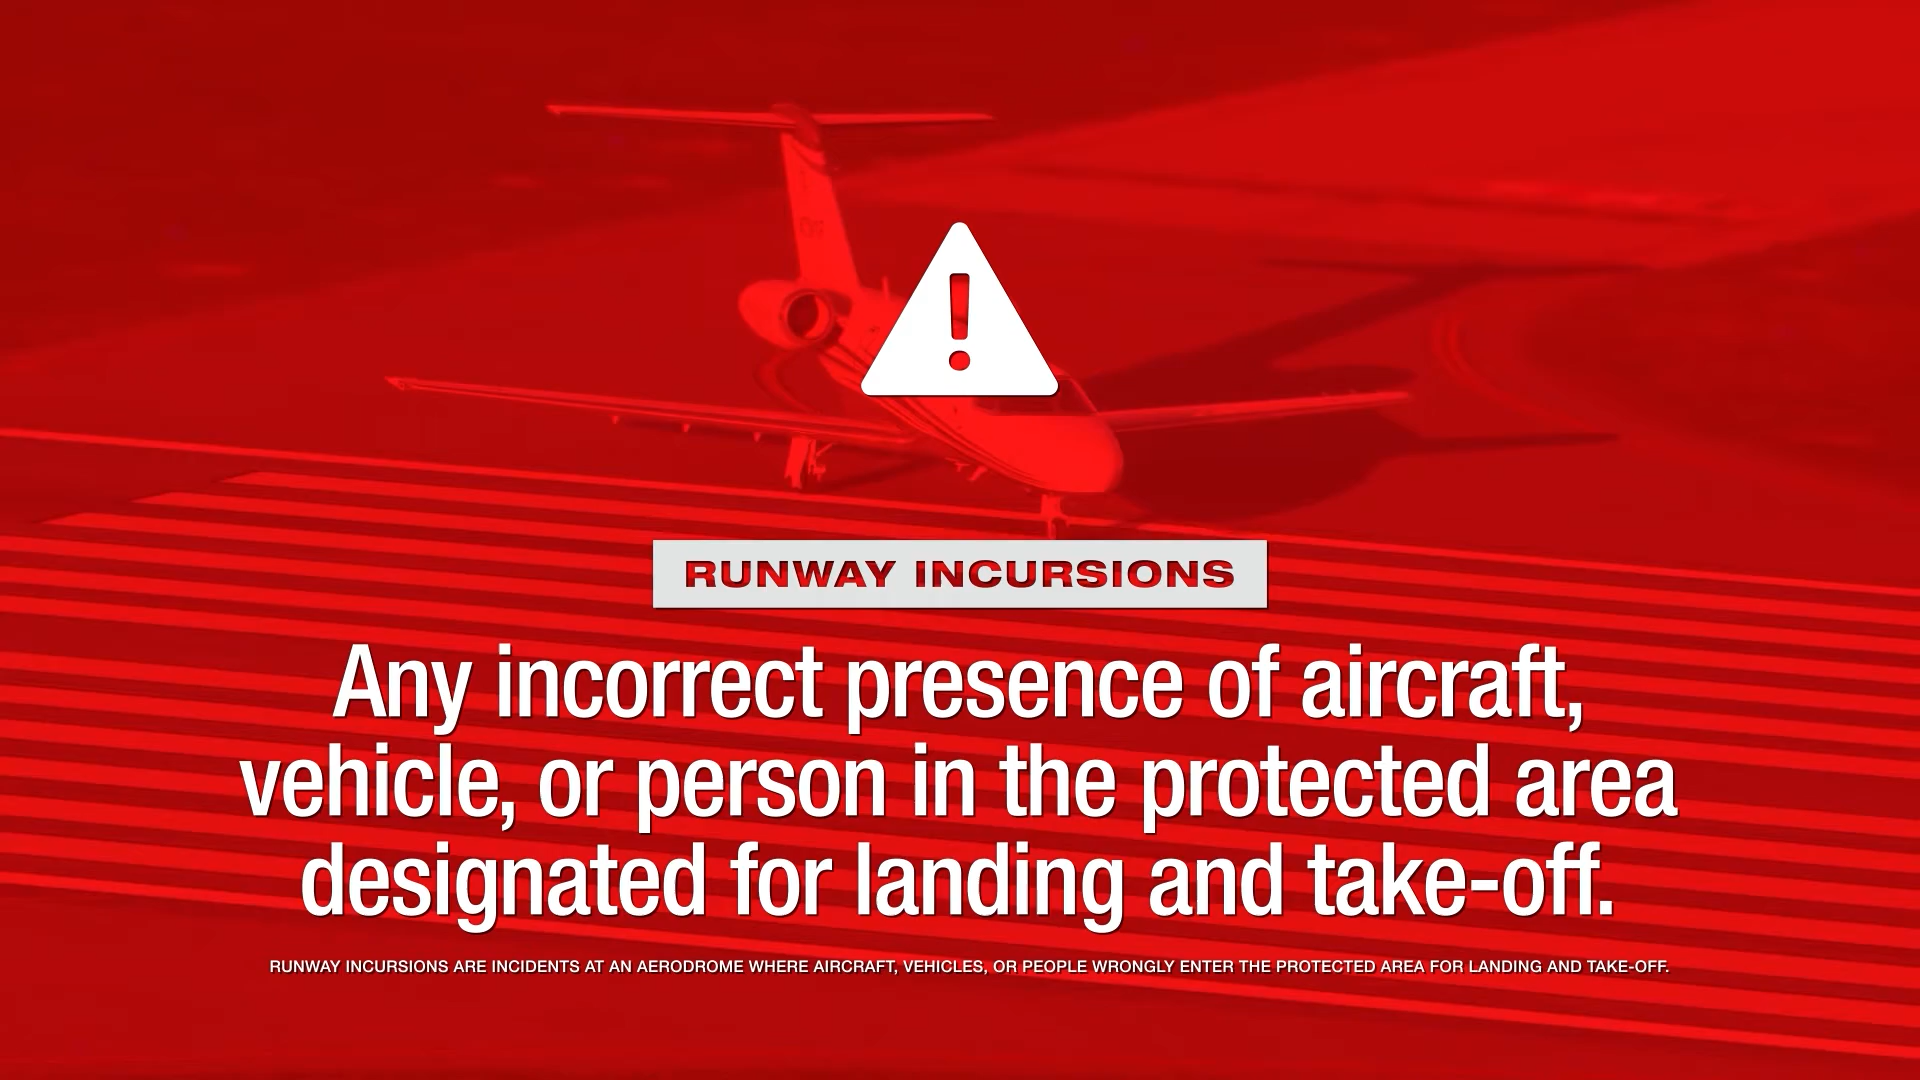 RUNWAY INCURSIONS
Any incorrect presence of aircraft,
vehicle, or person in the protected area
designated for landing and take-off.
RUNWAY INCURSIONS ARE INCIDENTS AT AN AERODROME WHERE AIRCRAFT, VEHICLES, OR PEOPLE WRONGLY ENTER THE PROTECTED AREA FOR LANDING AND TAKE-OFF.